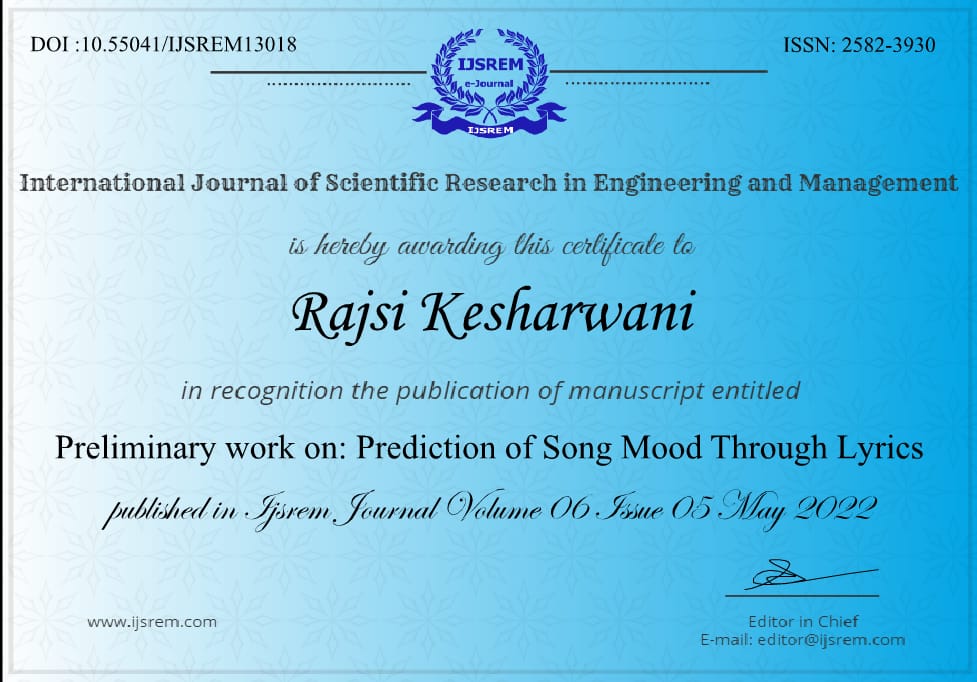 DOI :10.55041/IJSREM13018
ISSN: 2582-3930
IJSREM
e-Journal
IJSREM
International Journal of Scientific Research in Engineering and Management
is hereby awarding this certificate to
Rajsi Kesharwani
in recognition the publication of manuscript entitled
Preliminary work on: Prediction of Song Mood Through Lyrics
published in Ijsrem Journal Volume 06 Issue 05 May 2022
www.ijsrem.com
Editor in Chief
E-mail: editor@ijsrem.com